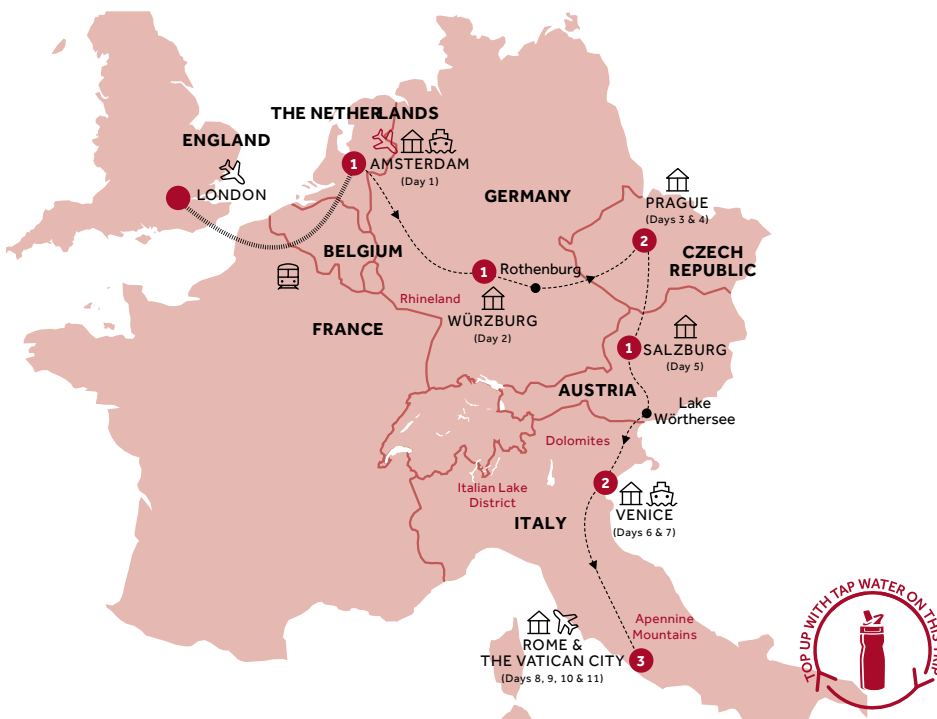 THE NETHERLANDS
ENGLAND
1
AMSTERDAM
(Day 1)
LONDON
GERMANY
PRAGUE
(Days 3 & 4)
2
BELGIUM
CZECH
REPUBLIC
1
Rothenburg
Rhineland
WÜRZBURG
(Day 2)
FRANCE
1
SALZBURG
(Day 5)
AUSTRIA
Lake
Wörthersee
Dolomites
Italian Lake
District
2
VENICE
(Days 6 & 7)
ITALY
Apennine
Mountains
ROME &
THE VATICAN CITY
(Days 8, 9, 10 & 11)
3
TOP UP WITH TAP WATER ON THIS TRIP